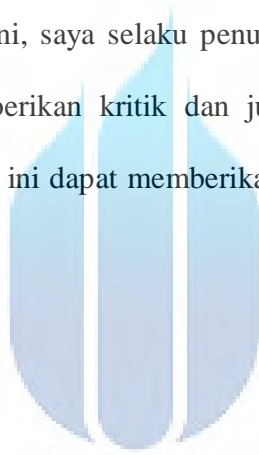 ni, saya selaku penu
berikan kritik dan ju
ini dapat memberika